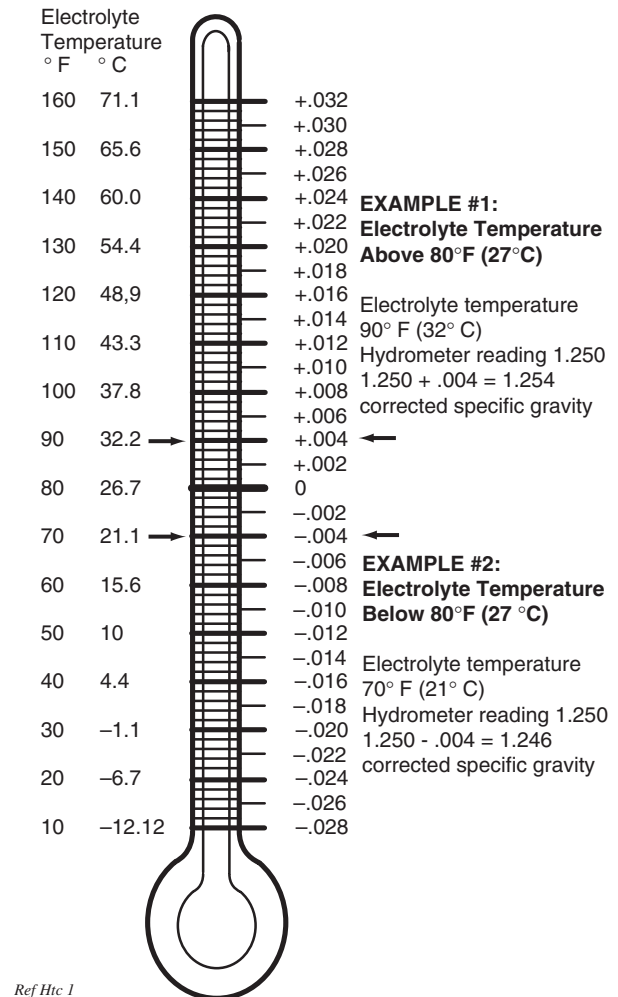 Electrolyte
Temperature
° F ° C
160 71.1 +.032
+.030
150 65.6 +.028
+.026
140 60.0 +.024
+.022
130 54.4 +.020
+.018
120 48,9 +.016
+.014
110 43.3 +.012
+.010
100 37.8 +.008
+.006
90 32.2 +.004
+.002
80 26.7 0
–.002
70 21.1 –.004
–.006
60 15.6 –.008
–.010
50 10 –.012
–.014
40 4.4 –.016
–.018
30 –1.1 –.020
–.022
20 –6.7 –.024
–.026
10 –12.12 –.028
EXAMPLE #1:
Electrolyte Temperature
Above 80°F (27°C)
Electrolyte temperature
90° F (32° C)
Hydrometer reading 1.250
1.250 + .004 = 1.254
corrected specific gravity
EXAMPLE #2:
Electrolyte Temperature
Below 80°F (27 °C)
Electrolyte temperature
70° F (21° C)
Hydrometer reading 1.250
1.250 - .004 = 1.246
corrected specific gravity
Ref Htc 1